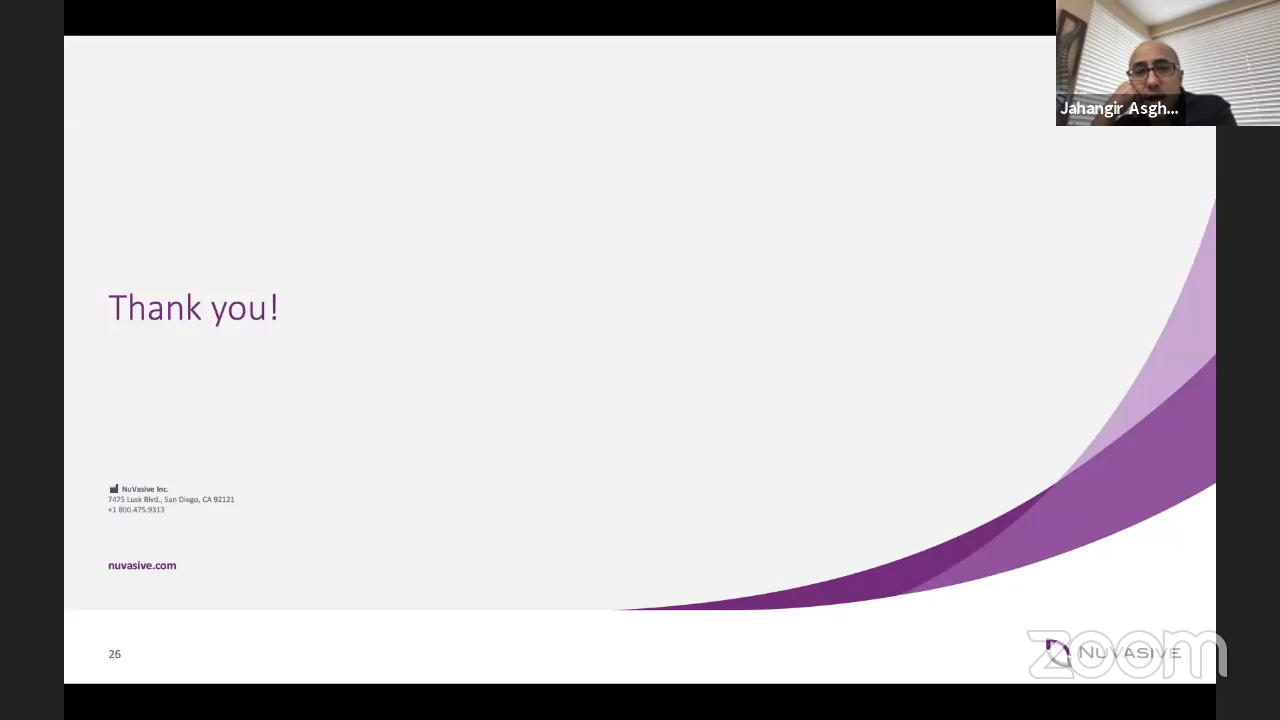 Jahangir Asgh...
Thank you!
NuVasive Inc.
7475 Lusk Blvd., San Diego, CA 92121
+1 800.475.9313
nuvasive.com
26
NUVASIVE
zoom